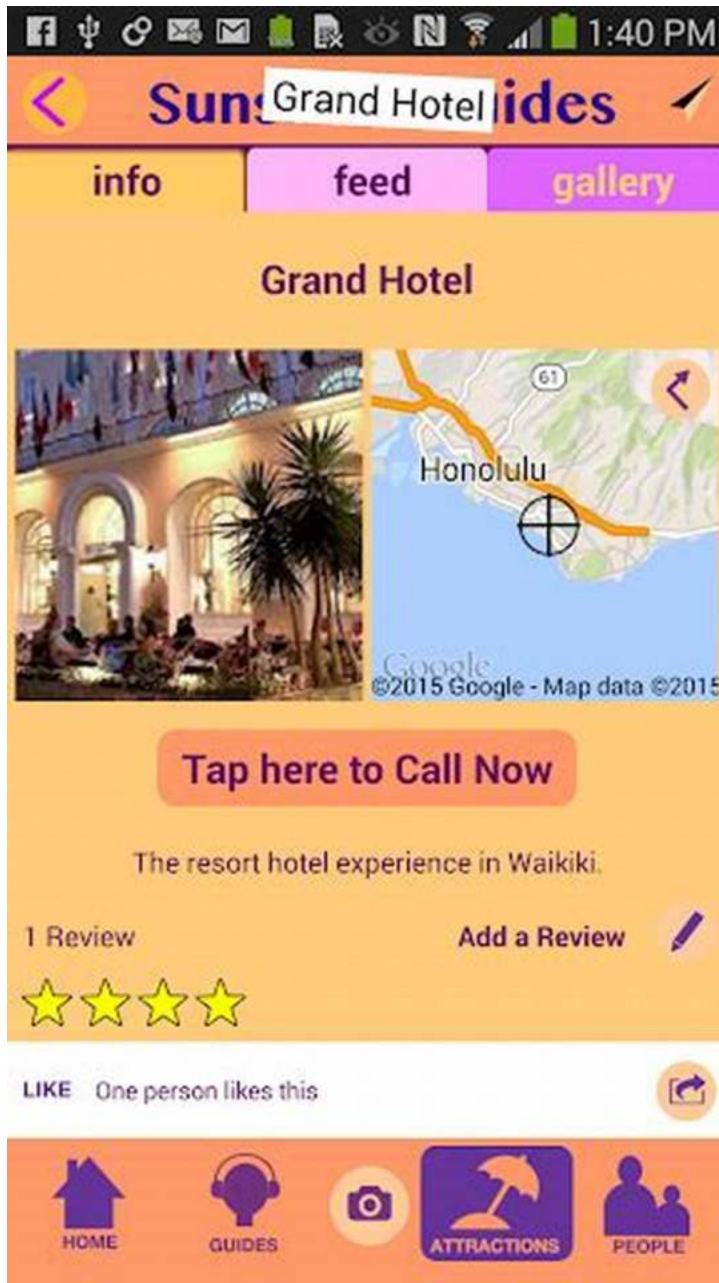 1:40 PM
Suns Grand Hotel ides
info feed gallery
Grand Hotel
61
Honolulu
Google
©2015 Google - Map data ©2015
Tap here to Call Now
The resort hotel experience in Waikiki.
1 Review Add a Review
LIKE One person likes this
HOME GUIDES ATTRACTIONS PEOPLE